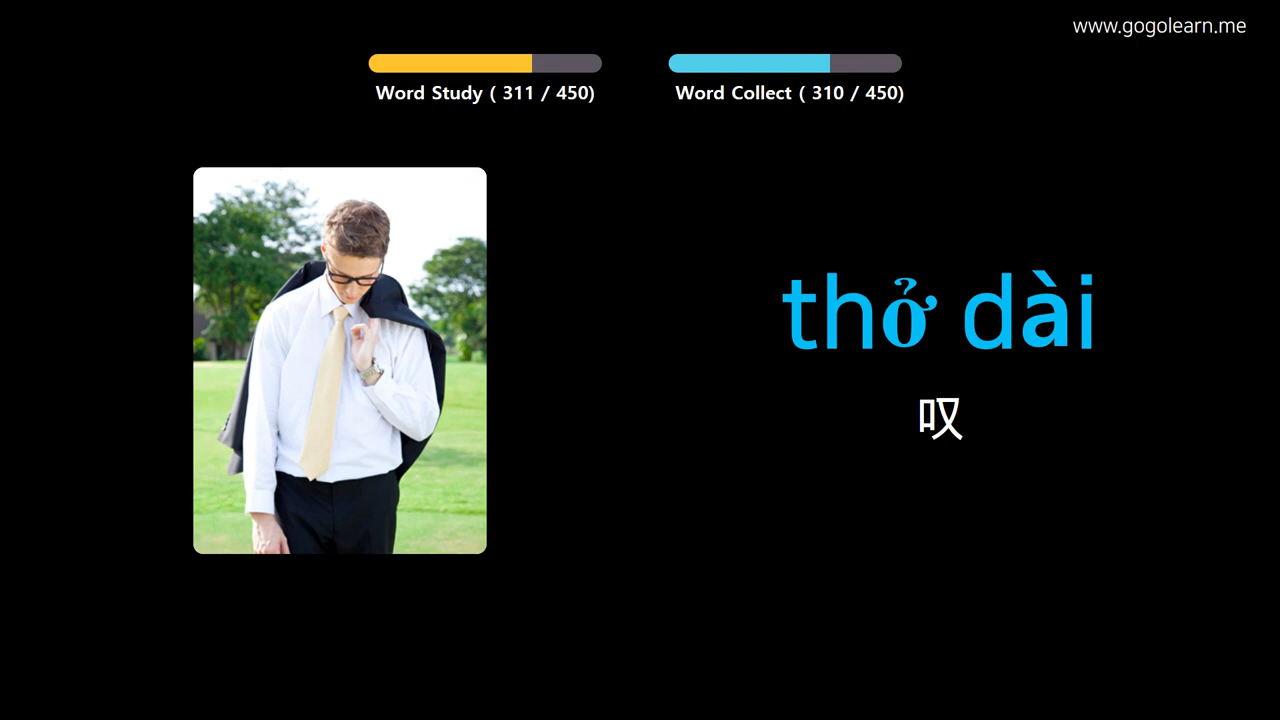 www.gogolearn.me
Word Study ( 311 / 450)
Word Collect ( 310 / 450)
thở dài
叹